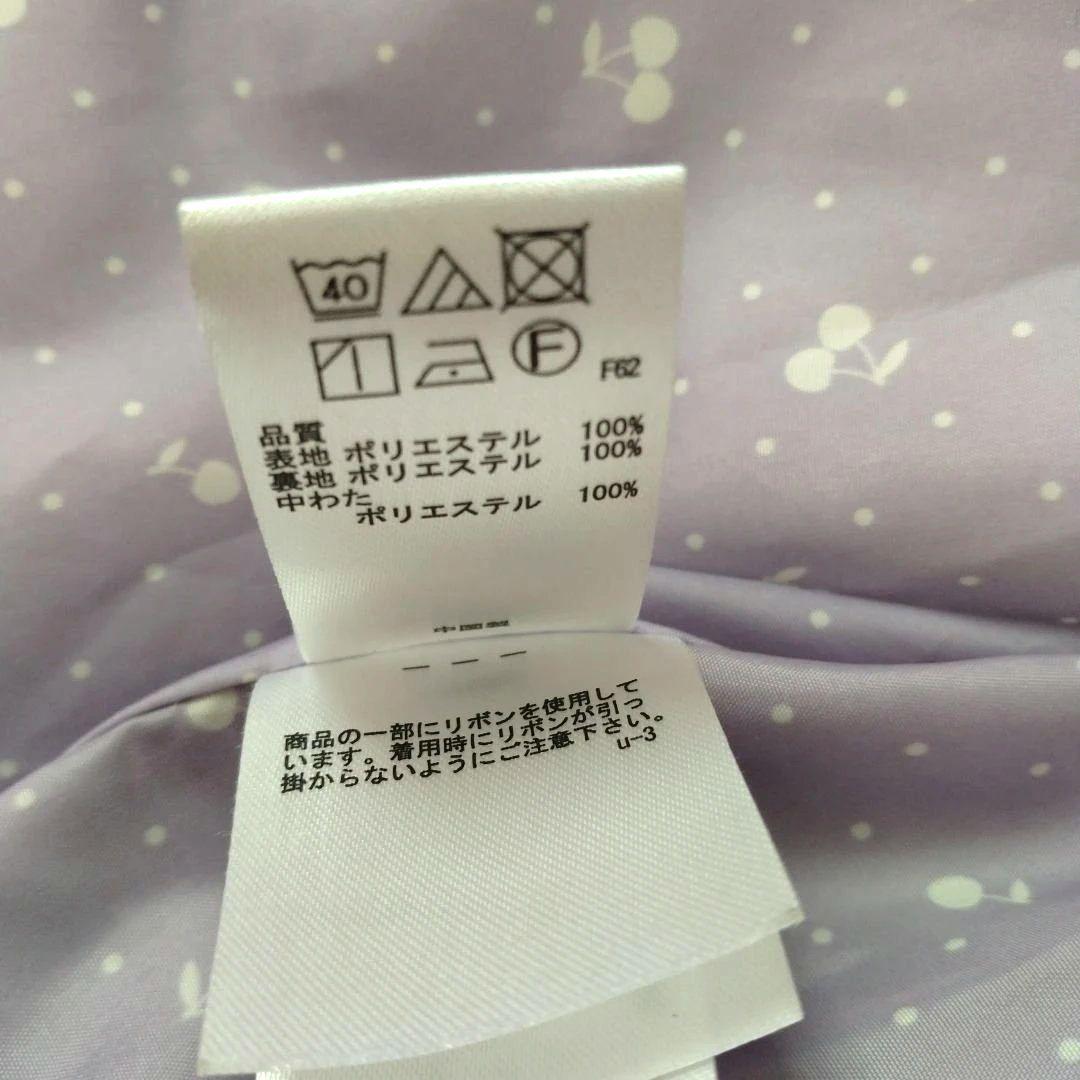 40
F
F62
品質
表地 ポリエステル 100%
裏地 ポリエステル 100%
中わた
ポリエステル 100%
商品の一部にリボンを使用して
います。着用時にリボンが引っ
掛からないようにご注意下さい。
u-3